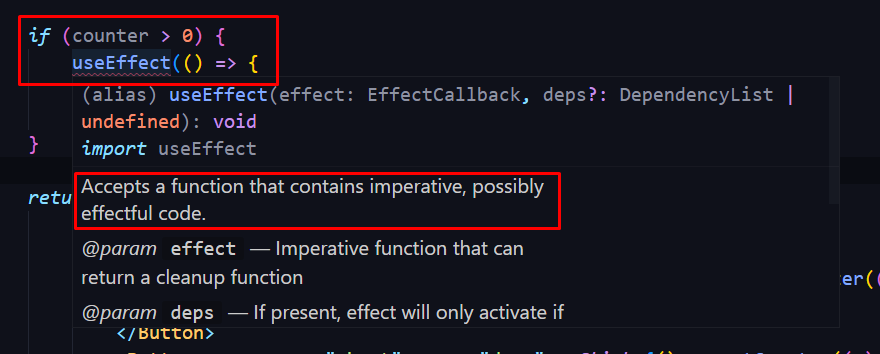 if (counter > 0) {
useEffect(() => {
(alias) useEffect(effect: EffectCallback, deps?: DependencyList |
undefined): void
import useEffect
}
Accepts a function that contains imperative, possibly
retu
effectful code.
@param effect — Imperative function that can
return a cleanup function
ter((
@param deps — If present, effect will only activate if
</Button>